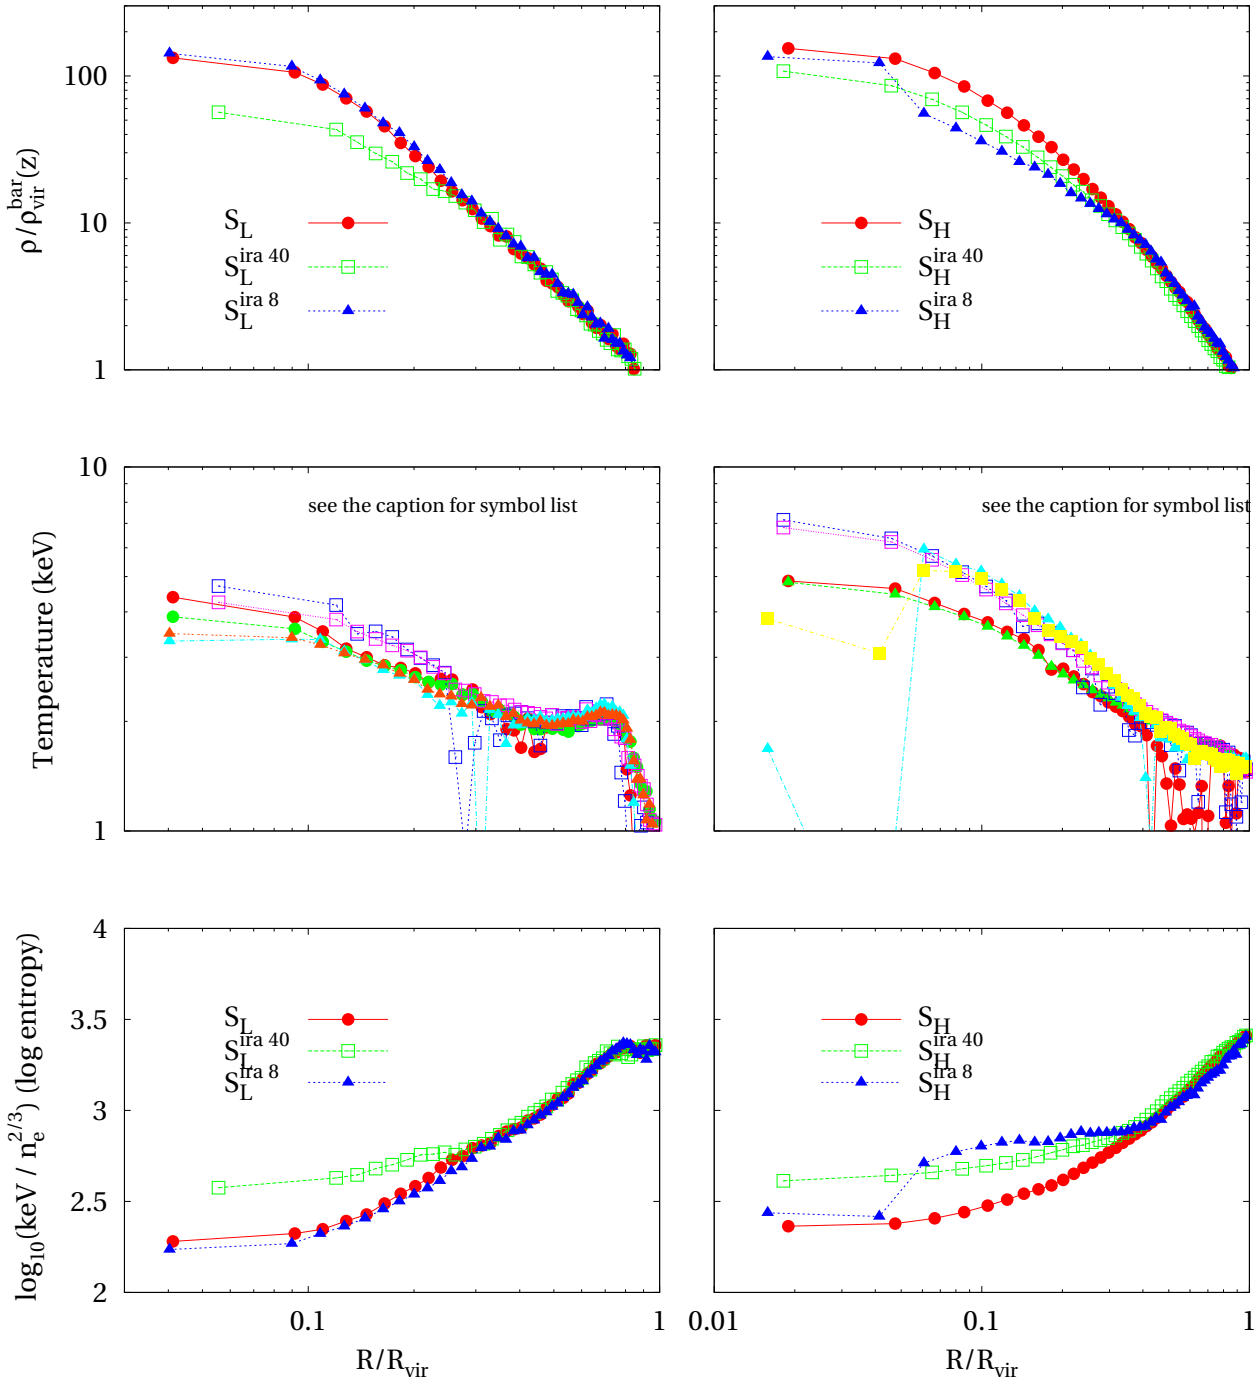 ρ/ρ_vir^bar(z)
100
10
1
S_L
S_L^ira 40
S_L^ira 8
S_H
S_H^ira 40
S_H^ira 8
Temperature (keV)
10
1
see the caption for symbol list
see the caption for symbol list
log_10(keV / n_e^2/3) (log entropy)
4
3.5
3
2.5
2
S_L
S_L^ira 40
S_L^ira 8
S_H
S_H^ira 40
S_H^ira 8
0.1
1
0.01
0.1
1
R/R_vir
R/R_vir